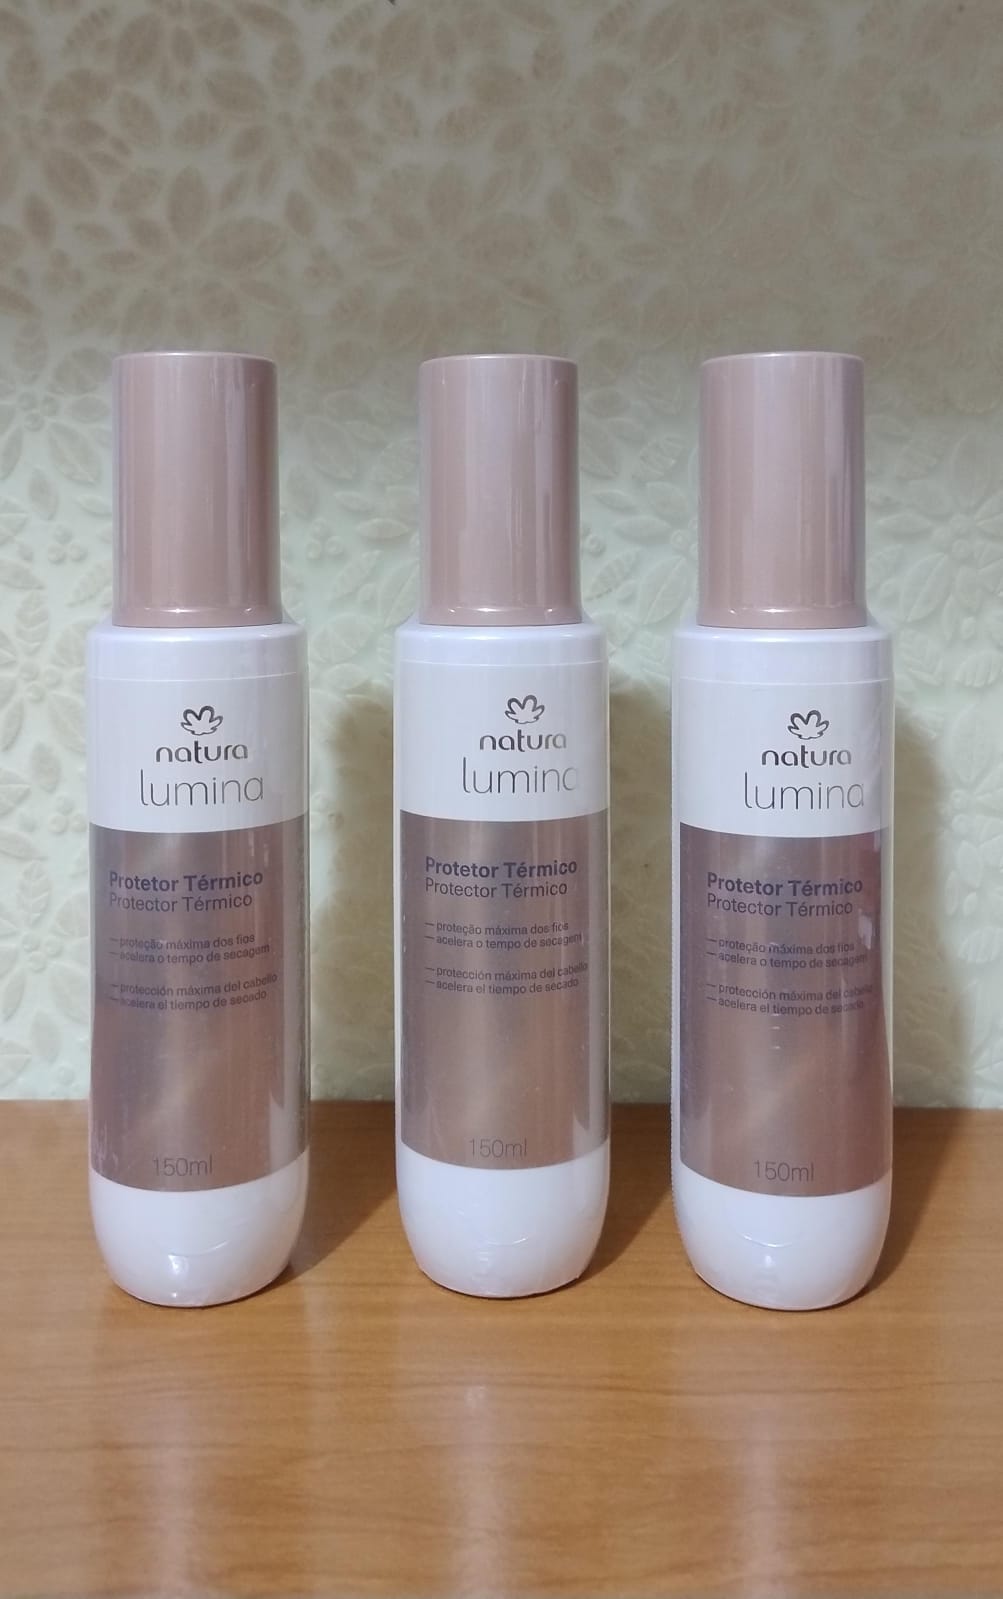 natura
lumina
Protetor Térmico
Protector Térmico
— proteção máxima dos fios
— acelera o tempo de secagem
— protección máxima del cabello
— acelera el tiempo de secado
150ml
natura
lumina
Protetor Térmico
Protector Térmico
— proteção máxima dos fios
— acelera o tempo de secagem
— protección máxima del cabello
— acelera el tiempo de secado
150ml
natura
lumina
Protetor Térmico
Protector Térmico
— proteção máxima dos fios
— acelera o tempo de secagem
— protección máxima del cabello
— acelera el tiempo de secado
150ml